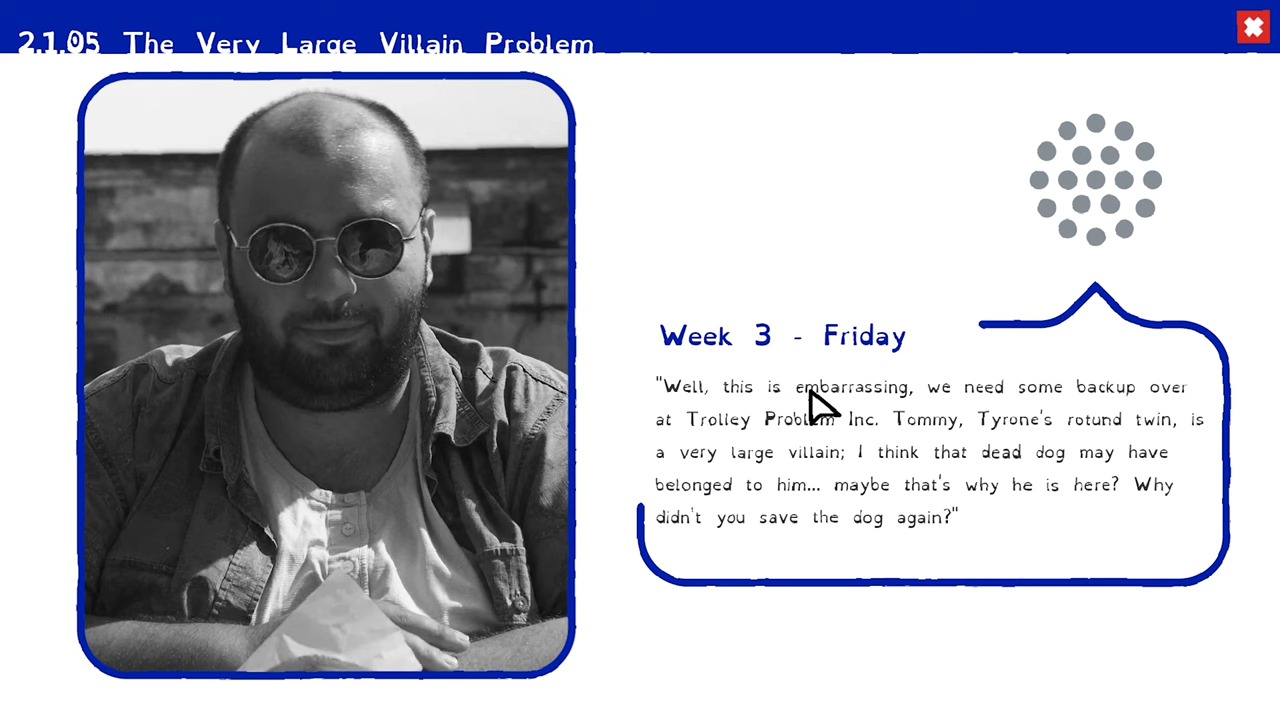 2.1.05 The Very Large Villain Problem
Week 3 - Friday
"Well, this is embarrassing, we need some backup over
at Trolley Problem Inc. Tommy, Tyrone's rotund twin, is
a very large villain; I think that dead dog may have
belonged to him... maybe that's why he is here? Why
didn't you save the dog again?"